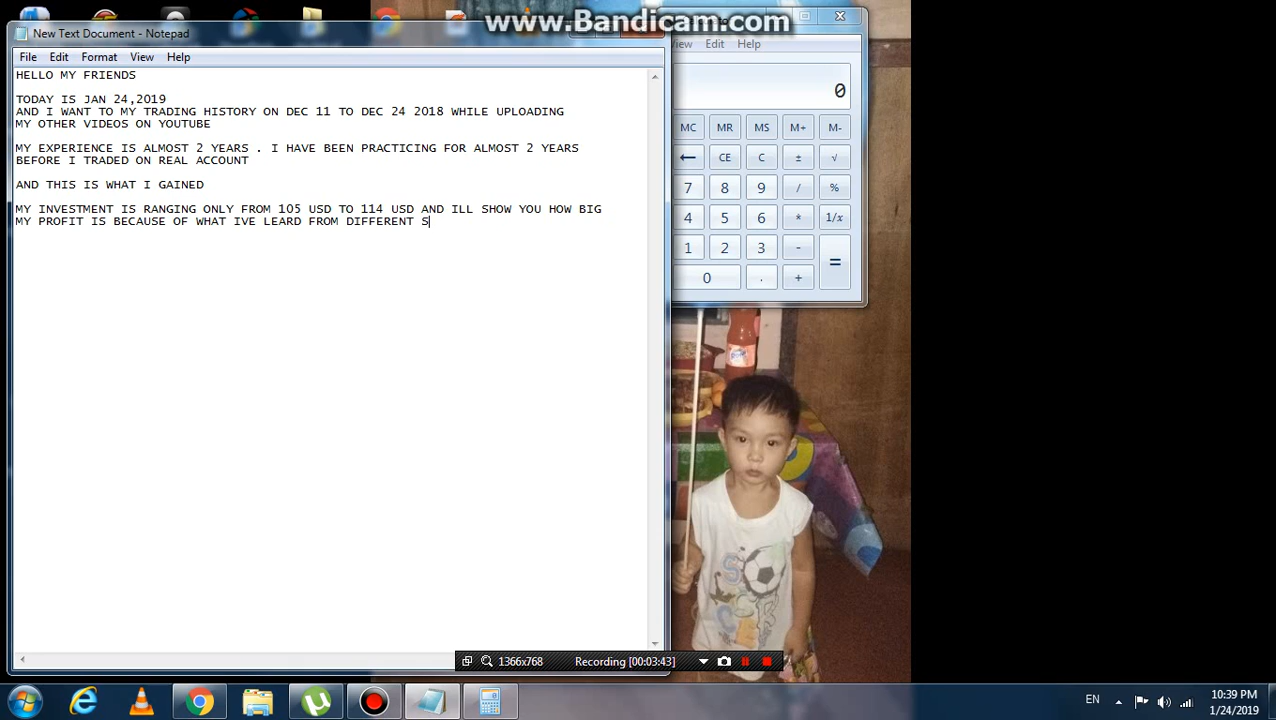 www.Bandicam.com
New Text Document - Notepad
File Edit Format View Help
HELLO MY FRIENDS
TODAY IS JAN 24,2019
AND I WANT TO MY TRADING HISTORY ON DEC 11 TO DEC 24 2018 WHILE UPLOADING
MY OTHER VIDEOS ON YOUTUBE
MY EXPERIENCE IS ALMOST 2 YEARS . I HAVE BEEN PRACTICING FOR ALMOST 2 YEARS
BEFORE I TRADED ON REAL ACCOUNT
AND THIS IS WHAT I GAINED
MY INVESTMENT IS RANGING ONLY FROM 105 USD TO 114 USD AND ILL SHOW YOU HOW BIG
MY PROFIT IS BECAUSE OF WHAT IVE LEARD FROM DIFFERENT S
View Edit Help
0
MC MR MS M+ M-
← CE C ± √
7 8 9 / %
4 5 6 * 1/x
1 2 3 - =
0 . +
1366x768 Recording [00:03:43]
EN
10:39 PM
1/24/2019